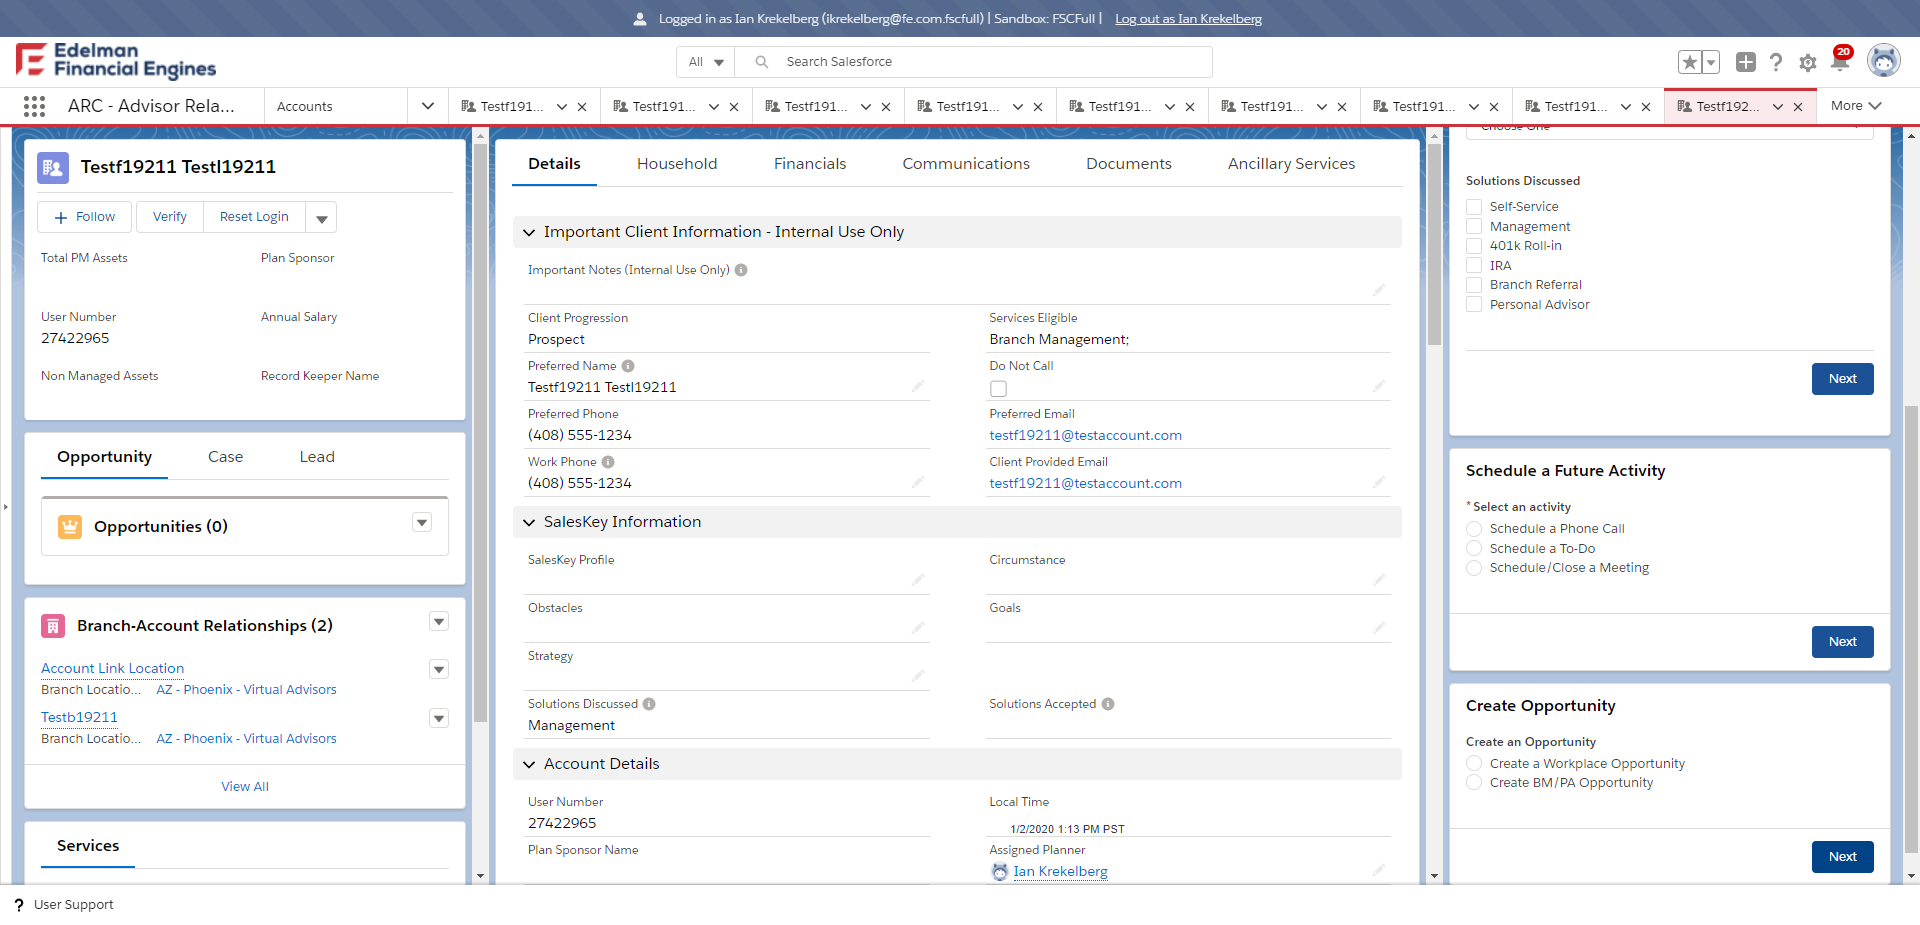 Logged in as Ian Krekelberg (ikrekelberg@fe.com.fscfull) | Sandbox: FSCFull | Log out as Ian Krekelberg
Edelman
Financial Engines
All
Search Salesforce
20
ARC - Advisor Rela...
Accounts
Testf191...
Testf191...
Testf191...
Testf191...
Testf191...
Testf191...
Testf191...
Testf191...
Testf192...
More
Testf19211 Testl19211
Follow
Verify
Reset Login
Total PM Assets
Plan Sponsor
User Number
27422965
Annual Salary
Non Managed Assets
Record Keeper Name
Opportunity
Case
Lead
Opportunities (0)
Branch-Account Relationships (2)
Account Link Location
Branch Locatio...
AZ - Phoenix - Virtual Advisors
Testb19211
Branch Locatio...
AZ - Phoenix - Virtual Advisors
View All
Services
Details
Household
Financials
Communications
Documents
Ancillary Services
Important Client Information - Internal Use Only
Important Notes (Internal Use Only)
Client Progression
Prospect
Services Eligible
Branch Management;
Preferred Name
Testf19211 Testl19211
Do Not Call
Preferred Phone
(408) 555-1234
Preferred Email
testf19211@testaccount.com
Work Phone
(408) 555-1234
Client Provided Email
testf19211@testaccount.com
SalesKey Information
SalesKey Profile
Circumstance
Obstacles
Goals
Strategy
Solutions Discussed
Management
Solutions Accepted
Account Details
User Number
27422965
Local Time
1/2/2020 1:13 PM PST
Plan Sponsor Name
Assigned Planner
Ian Krekelberg
Choose One
Solutions Discussed
Self-Service
Management
401k Roll-in
IRA
Branch Referral
Personal Advisor
Next
Schedule a Future Activity
* Select an activity
Schedule a Phone Call
Schedule a To-Do
Schedule/Close a Meeting
Next
Create Opportunity
Create an Opportunity
Create a Workplace Opportunity
Create BM/PA Opportunity
Next
User Support